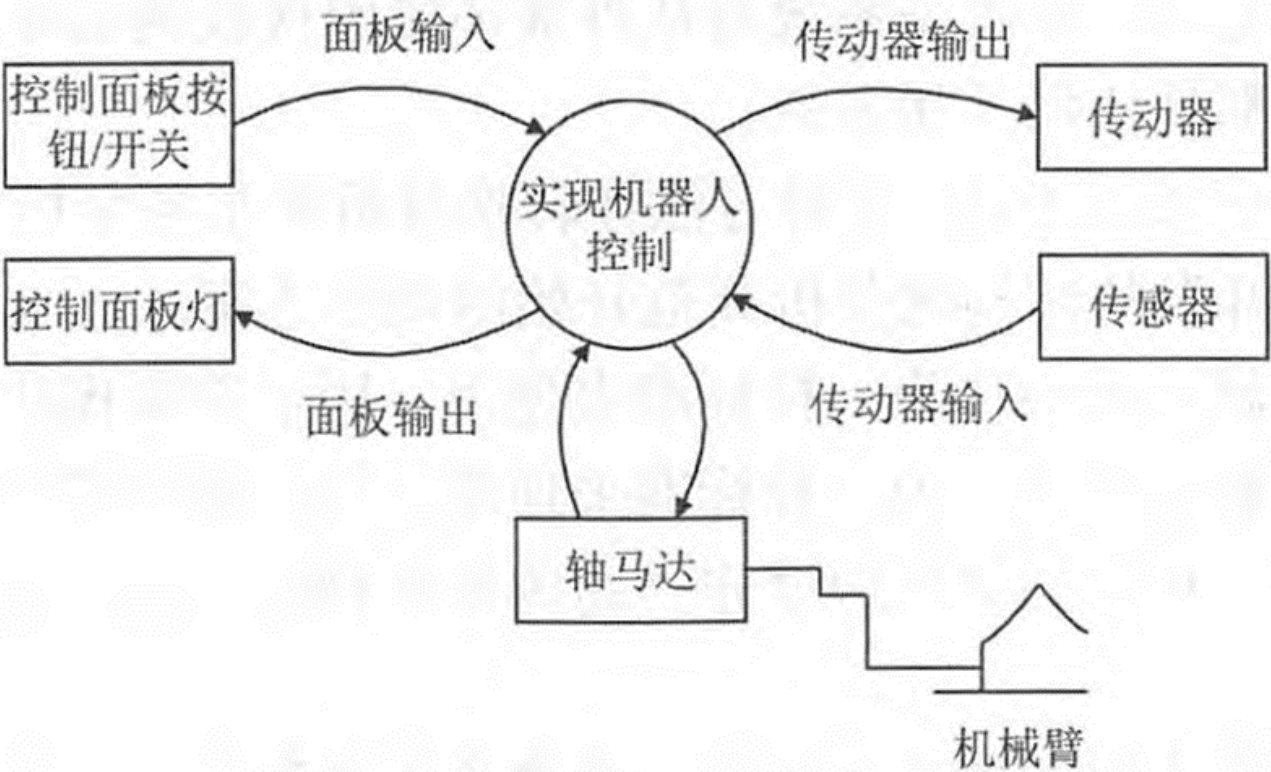 面板输入
传动器输出
控制面板按
钮/开关
传动器
实现机器人
控制
控制面板灯
传感器
面板输出
传动器输入
轴马达
机械臂